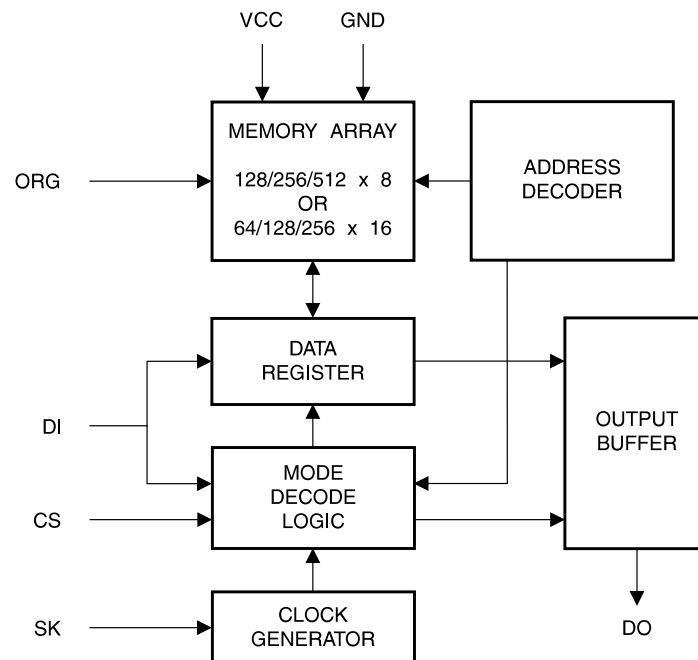 VCC
GND
MEMORY ARRAY
128/256/512 x 8
OR
64/128/256 x 16
ADDRESS
DECODER
ORG
DATA
REGISTER
DI
OUTPUT
BUFFER
MODE
DECODE
LOGIC
CS
CLOCK
GENERATOR
SK
DO